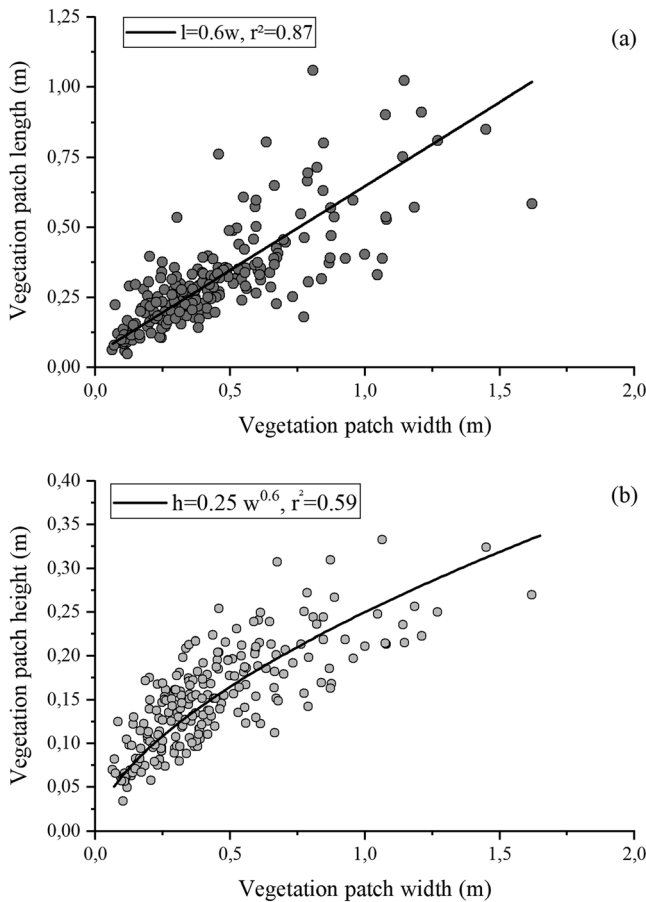 1,25
l=0.6w, r²=0.87
(a)
1,00
0,75
0,50
0,25
0,00
Vegetation patch length (m)
0,0 0,5 1,0 1,5 2,0
Vegetation patch width (m)
0,40
h=0.25 w^0.6, r²=0.59
(b)
0,35
0,30
0,25
0,20
0,15
0,10
0,05
0,00
Vegetation patch height (m)
0,0 0,5 1,0 1,5 2,0
Vegetation patch width (m)